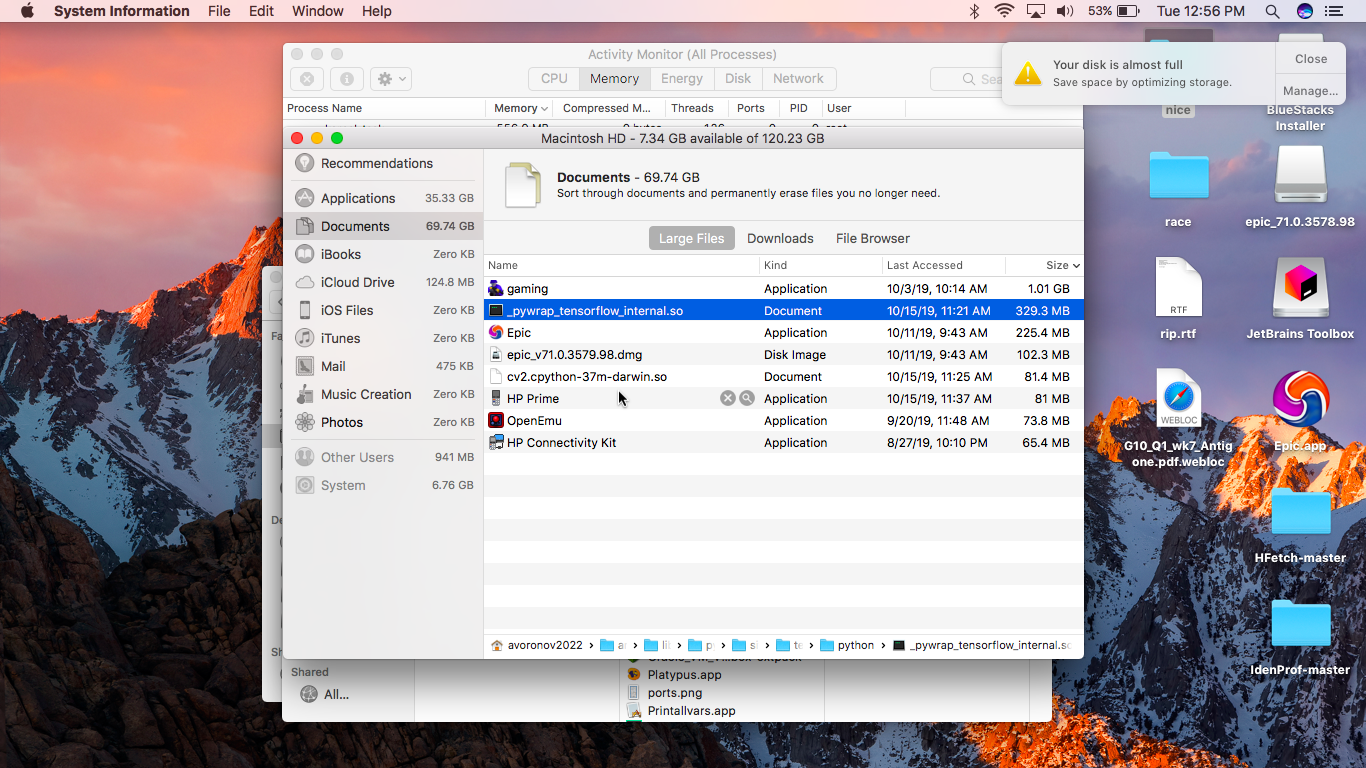 System Information File Edit Window Help 53% Tue 12:56 PM
Activity Monitor (All Processes)
CPU Memory Energy Disk Network
Process Name Memory Compressed M... Threads Ports PID User
Your disk is almost full
Save space by optimizing storage.
Close
Manage...
Macintosh HD - 7.34 GB available of 120.23 GB
Recommendations
Applications 35.33 GB
Documents 69.74 GB
iBooks Zero KB
iCloud Drive 124.8 MB
iOS Files Zero KB
iTunes Zero KB
Mail 475 KB
Music Creation Zero KB
Photos Zero KB
Other Users 941 MB
System 6.76 GB
Documents - 69.74 GB
Sort through documents and permanently erase files you no longer need.
Large Files Downloads File Browser
Name Kind Last Accessed Size
gaming Application 10/3/19, 10:14 AM 1.01 GB
_pywrap_tensorflow_internal.so Document 10/15/19, 11:21 AM 329.3 MB
Epic Application 10/11/19, 9:43 AM 225.4 MB
epic_v71.0.3579.98.dmg Disk Image 10/11/19, 9:43 AM 102.3 MB
cv2.cpython-37m-darwin.so Document 10/15/19, 11:25 AM 81.4 MB
HP Prime Application 10/15/19, 11:37 AM 81 MB
OpenEmu Application 9/20/19, 11:48 AM 73.8 MB
HP Connectivity Kit Application 8/27/19, 10:10 PM 65.4 MB
avoronov2022 › python › _pywrap_tensorflow_internal.so
Shared
All...
Platypus.app
ports.png
Printallvars.app
nice
BlueStacks
Installer
race
epic_71.0.3578.98
RTF
rip.rtf
JetBrains Toolbox
WEBLOC
G10_Q1_wk7_Antig
one.pdf.webloc
Epic.app
HFetch-master
IdenProf-master